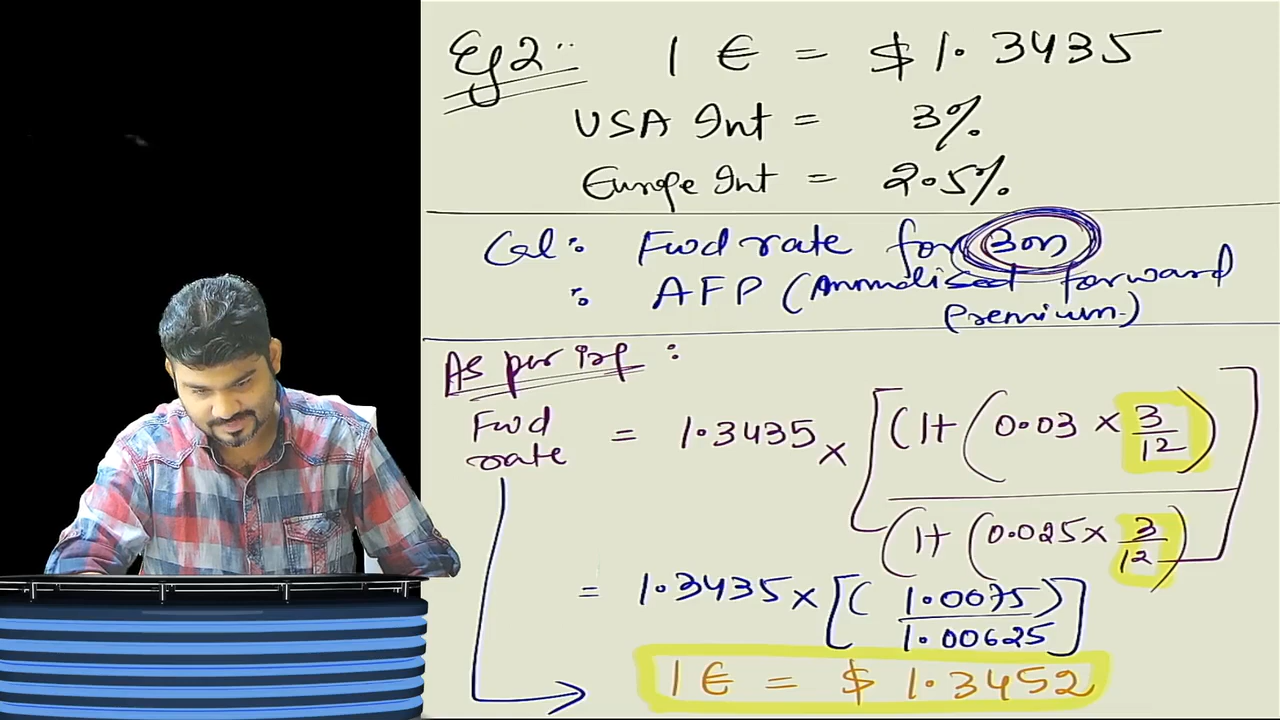 Eg2:
1 € = $ 1.3435
USA Int = 3%
Europe Int = 2.5%
Cal: Fwd rate for 3m
: AFP (Annualised forward
Premium.)
As per irp :
Fwd rate = 1.3435 × [(1+ (0.03 × 3/12))
(1+ (0.025 × 3/12)]
= 1.3435 × [( 1.0075 )
1.00625]
1 € = $ 1.3452